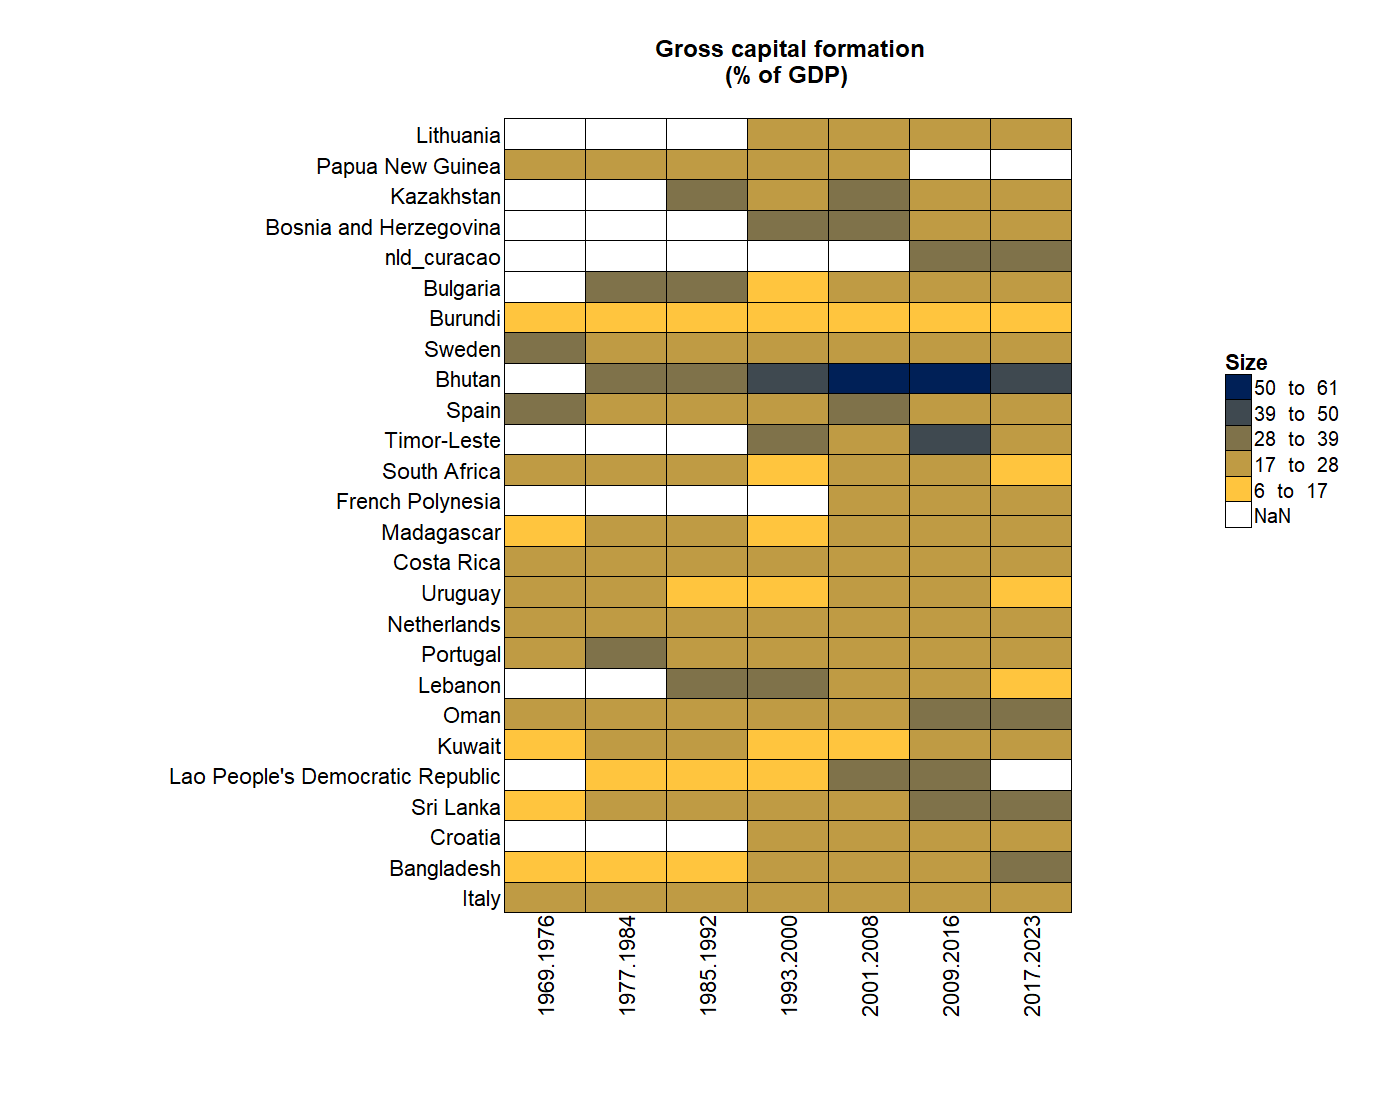 Gross capital formation
(% of GDP)
Lithuania
Papua New Guinea
Kazakhstan
Bosnia and Herzegovina
nld_curacao
Bulgaria
Burundi
Sweden
Bhutan
Spain
Timor-Leste
South Africa
French Polynesia
Madagascar
Costa Rica
Uruguay
Netherlands
Portugal
Lebanon
Oman
Kuwait
Lao People's Democratic Republic
Sri Lanka
Croatia
Bangladesh
Italy
1969.1976
1977.1984
1985.1992
1993.2000
2001.2008
2009.2016
2017.2023
Size
50 to 61
39 to 50
28 to 39
17 to 28
6 to 17
NaN